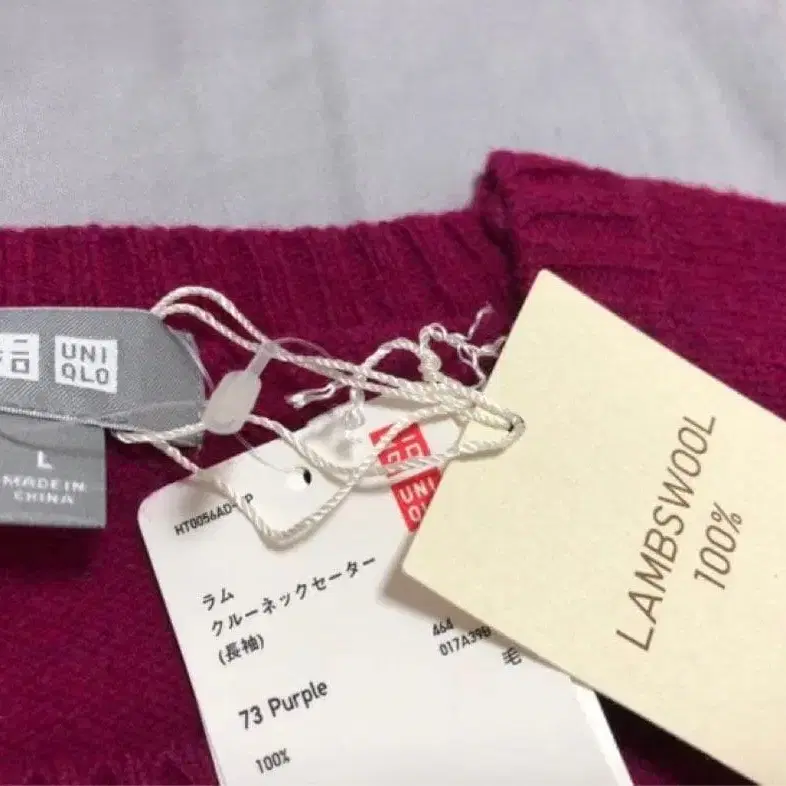 UNI
QLO
L
MADE IN
CHINA
HT0056AD-
ラム
クルーネックセーター
(長袖)
464
017A39B
毛
73 Purple
100%
UNI
LAMBSWOOL
100%